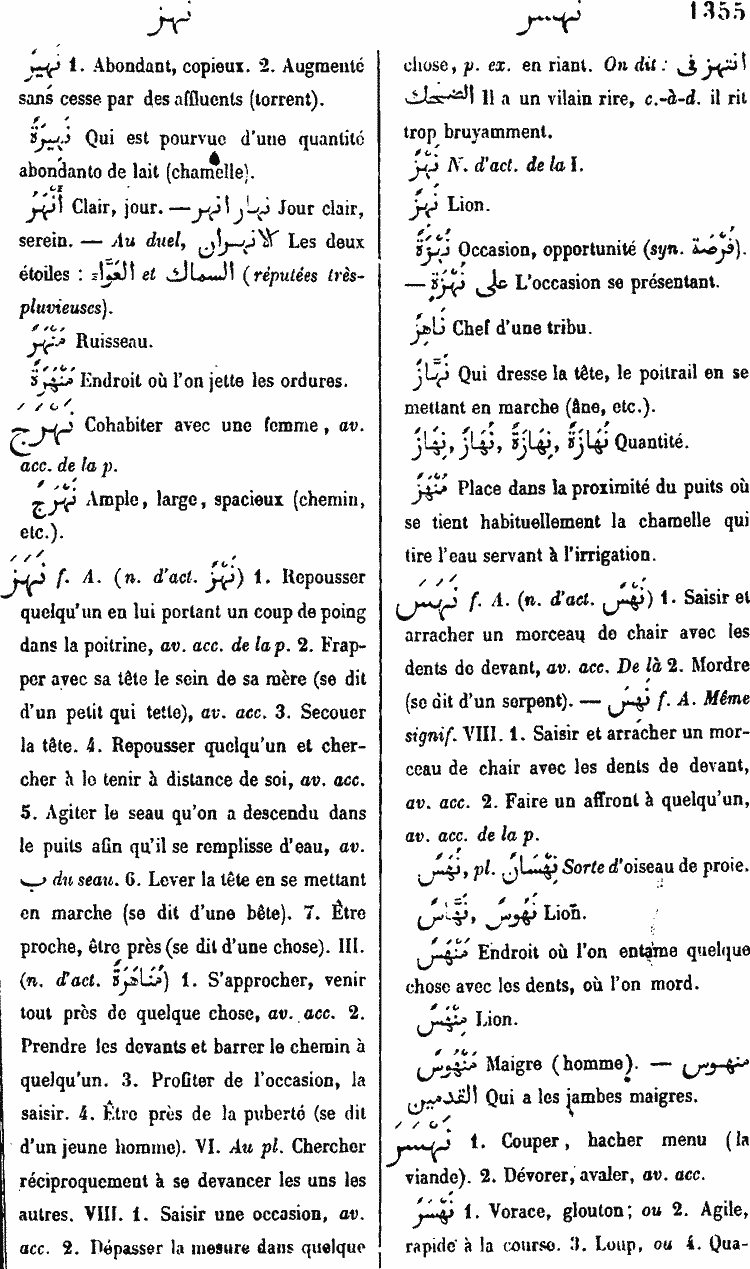 نهز
نهسر 1355
نَهِيرٌ 1. Abondant, copieux. 2. Augmenté
sans cesse par des affluents (torrent).
نَهِيرَةٌ Qui est pourvue d'une quantité
abondante de lait (chamelle).
أَنْهَرُ Clair, jour. — نهار انهر Jour clair,
serein. — Au duel, الانهران Les deux
étoiles : العَوَّاء et السماك (réputées très-
pluvieuses).
مَنْهَرٌ Ruisseau.
مَنْهَرَةٌ Endroit où l'on jette les ordures.
نَهْرَجَ Cohabiter avec une femme, av.
acc. de la p.
نَهْرَجٌ Ample, large, spacieux (chemin,
etc.).
نَهَزَ f. A. (n. d'act. نَهْزٌ) 1. Repousser
quelqu'un en lui portant un coup de poing
dans la poitrine, av. acc. de la p. 2. Frap-
per avec sa tête le sein de sa mère (se dit
d'un petit qui tette), av. acc. 3. Secouer
la tête. 4. Repousser quelqu'un et cher-
cher à le tenir à distance de soi, av. acc.
5. Agiter le seau qu'on a descendu dans
le puits afin qu'il se remplisse d'eau, av.
ب du seau. 6. Lever la tête en se mettant
en marche (se dit d'une bête). 7. Être
proche, être près (se dit d'une chose). III.
(n. d'act. مُنَاهَزَةٌ) 1. S'approcher, venir
tout près de quelque chose, av. acc. 2.
Prendre les devants et barrer le chemin à
quelqu'un. 3. Profiter de l'occasion, la
saisir. 4. Être près de la puberté (se dit
d'un jeune homme). VI. Au pl. Chercher
réciproquement à se devancer les uns les
autres. VIII. 1. Saisir une occasion, av.
acc. 2. Dépasser la mesure dans quelque
chose, p. ex. en riant. On dit : انتهز فى
الضحك Il a un vilain rire, c.-à-d. il rit
trop bruyamment.
نَهْزٌ N. d'act. de la I.
نَهِزٌ Lion.
نُهْزَةٌ Occasion, opportunité (syn. فُرْصَة).
— على نُهْزَةٍ L'occasion se présentant.
نَاهِزٌ Chef d'une tribu.
نَهَّازٌ Qui dresse la tête, le poitrail en se
mettant en marche (âne, etc.).
نَهَازٌ, نُهَازٌ, نِهَازَةٌ, نُهَازَةٌ Quantité.
مَنْهَزٌ Place dans la proximité du puits où
se tient habituellement la chamelle qui
tire l'eau servant à l'irrigation.
نَهَسَ f. A. (n. d'act. نَهْسٌ) 1. Saisir et
arracher un morceau de chair avec les
dents de devant, av. acc. De là 2. Mordre
(se dit d'un serpent). — نَهِسَ f. A. Même
signif. VIII. 1. Saisir et arracher un mor-
ceau de chair avec les dents de devant,
av. acc. 2. Faire un affront à quelqu'un,
av. acc. de la p.
نُهَسٌ, pl. نِهْسَانٌ Sorte d'oiseau de proie.
نَهَّاسٌ, نَهُوسٌ Lion.
مَنْهَسٌ Endroit où l'on entame quelque
chose avec les dents, où l'on mord.
مِنْهَسٌ Lion.
مَنْهُوسٌ Maigre (homme). — منهوس
القدمين Qui a les jambes maigres.
نَهْسَرَ 1. Couper, hacher menu (la
viande). 2. Dévorer, avaler, av. acc.
نَهْسَرٌ 1. Vorace, glouton; ou 2. Agile,
rapide à la course. 3. Loup, ou 4. Qua-